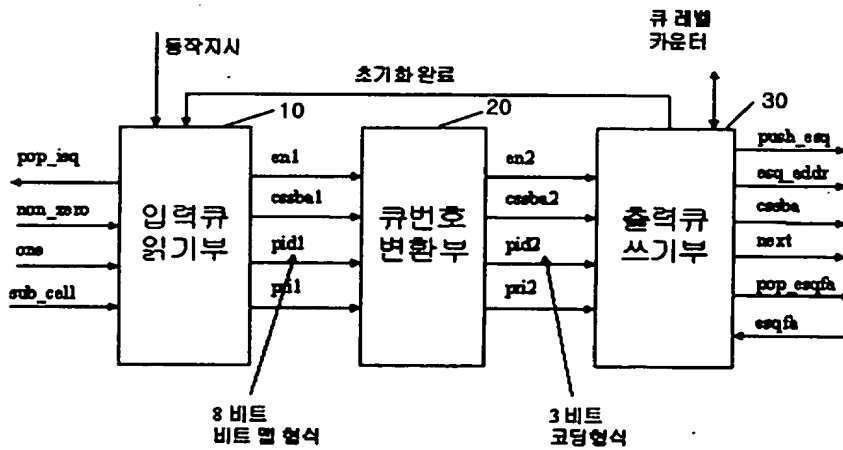 동작지시
큐 레벨
카운터
초기화 완료
10
20
30
pop_isq
non_zero
one
sub_cell
입력큐
읽기부
en1
cssba1
pid1
pri1
큐번호
변환부
en2
cssba2
pid2
pri2
출력큐
쓰기부
push_esq
esq_addr
cssba
next
pop_esqfa
esqfa
8 비트
비트 맵 형식
3 비트
코딩형식